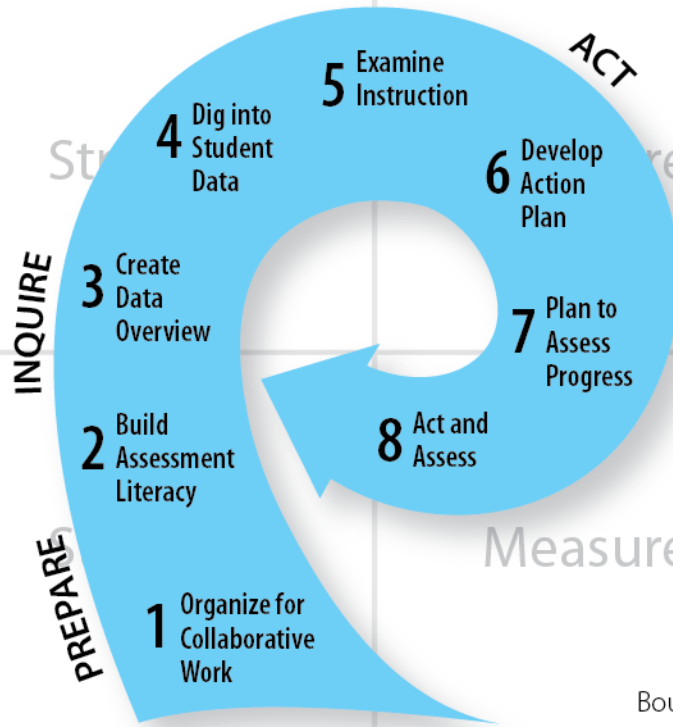 ACT
5 Examine
Instruction
4 Dig into
Student
Data
6 Develop
Action
Plan
INQUIRE
3 Create
Data
Overview
7 Plan to
Assess
Progress
2 Build
Assessment
Literacy
8 Act and
Assess
Measure
PREPARE
1 Organize for
Collaborative
Work
Bou